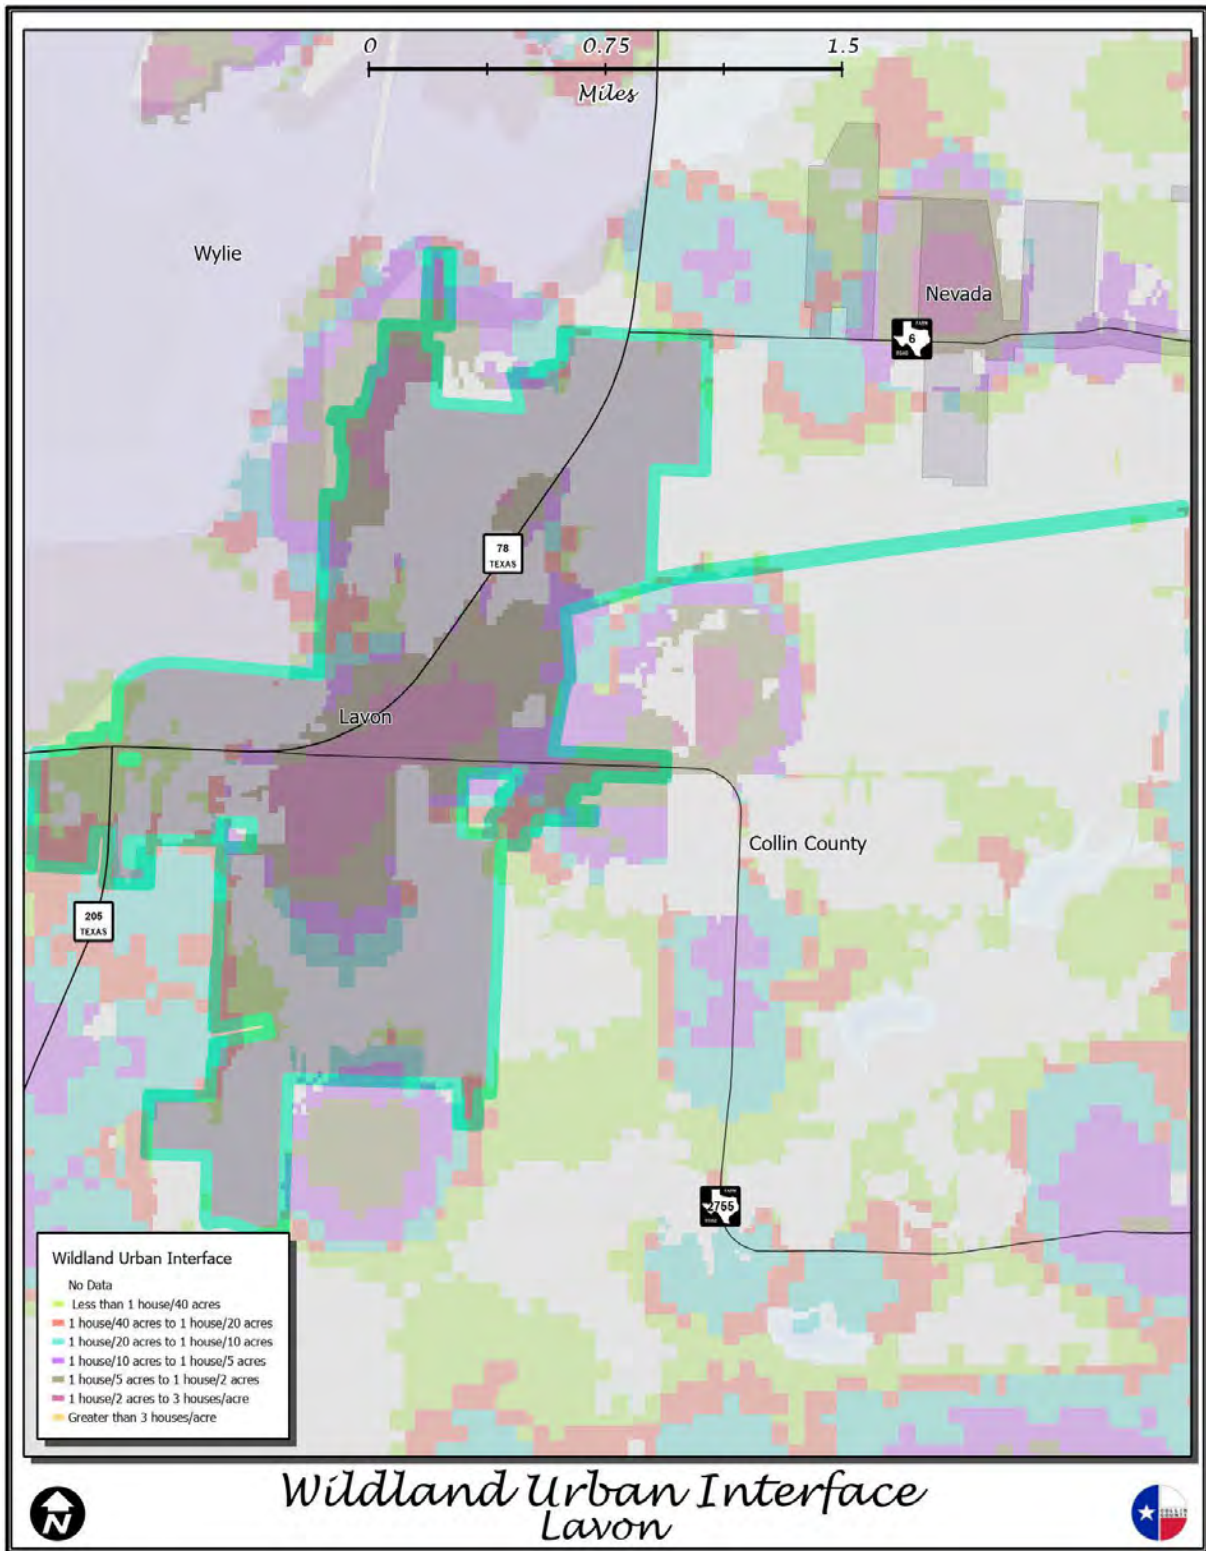 0 0.75 1.5
Miles
Wylie
Nevada
6
78
TEXAS
Lavon
Collin County
205
TEXAS
2755
Wildland Urban Interface
No Data
Less than 1 house/40 acres
1 house/40 acres to 1 house/20 acres
1 house/20 acres to 1 house/10 acres
1 house/10 acres to 1 house/5 acres
1 house/5 acres to 1 house/2 acres
1 house/2 acres to 3 houses/acre
Greater than 3 houses/acre
N
Wildland Urban Interface
Lavon
COLLIN
COUNTY